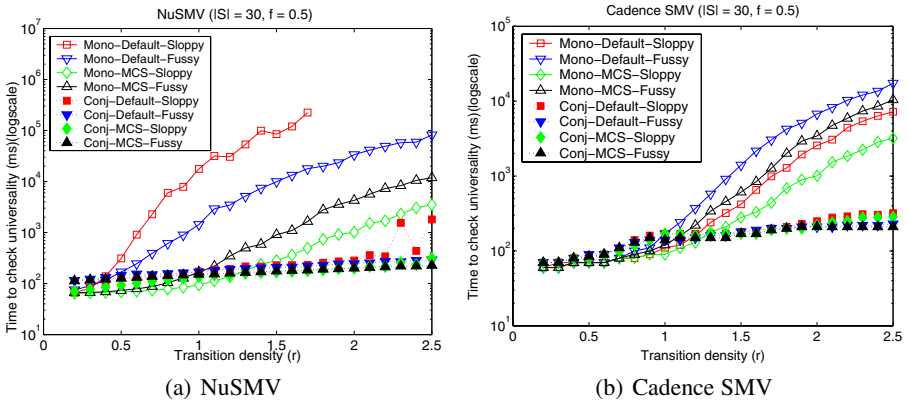 NuSMV (|S| = 30, f = 0.5)
Time to check universality (ms)(logscale)
10^7
10^6
10^5
10^4
10^3
10^2
10^1
Mono-Default-Sloppy
Mono-Default-Fussy
Mono-MCS-Sloppy
Mono-MCS-Fussy
Conj-Default-Sloppy
Conj-Default-Fussy
Conj-MCS-Sloppy
Conj-MCS-Fussy
0 0.5 1.0 1.5 2.0 2.5
Transition density (r)
(a) NuSMV
Cadence SMV (|S| = 30, f = 0.5)
Time to check universality (ms)(logscale)
10^5
10^4
10^3
10^2
10^1
Mono-Default-Sloppy
Mono-Default-Fussy
Mono-MCS-Sloppy
Mono-MCS-Fussy
Conj-Default-Sloppy
Conj-Default-Fussy
Conj-MCS-Sloppy
Conj-MCS-Fussy
0 0.5 1.0 1.5 2.0 2.5
Transition density (r)
(b) Cadence SMV